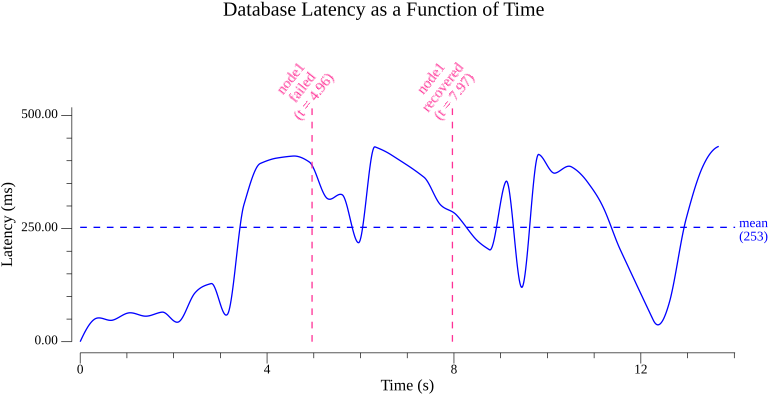 Database Latency as a Function of Time
node1
failed
(t = 4.96)
node1
recovered
(t = 7.97)
500.00
250.00
0.00
Latency (ms)
mean
(253)
0
4
8
12
Time (s)